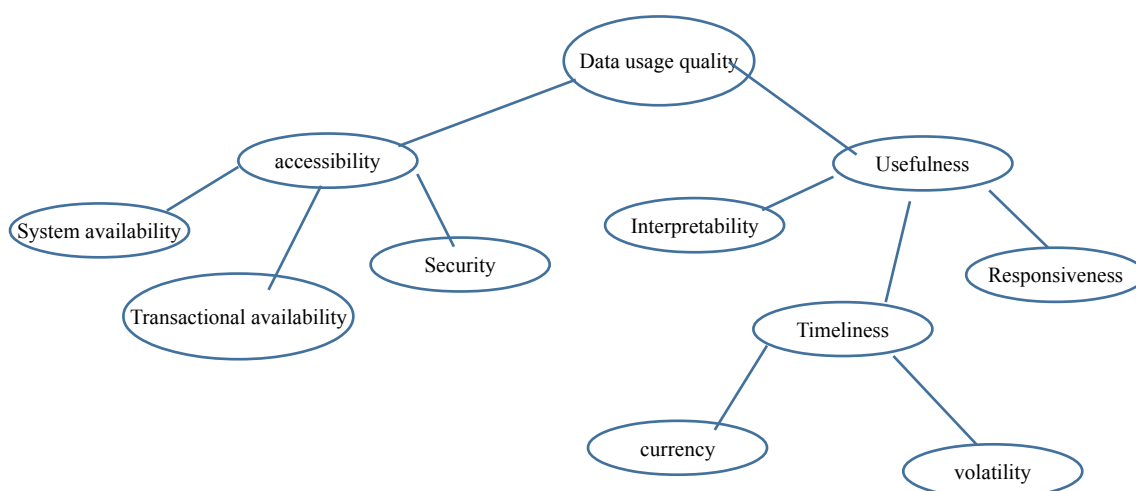 Data usage quality
accessibility
Usefulness
System availability
Interpretability
Security
Responsiveness
Transactional availability
Timeliness
currency
volatility